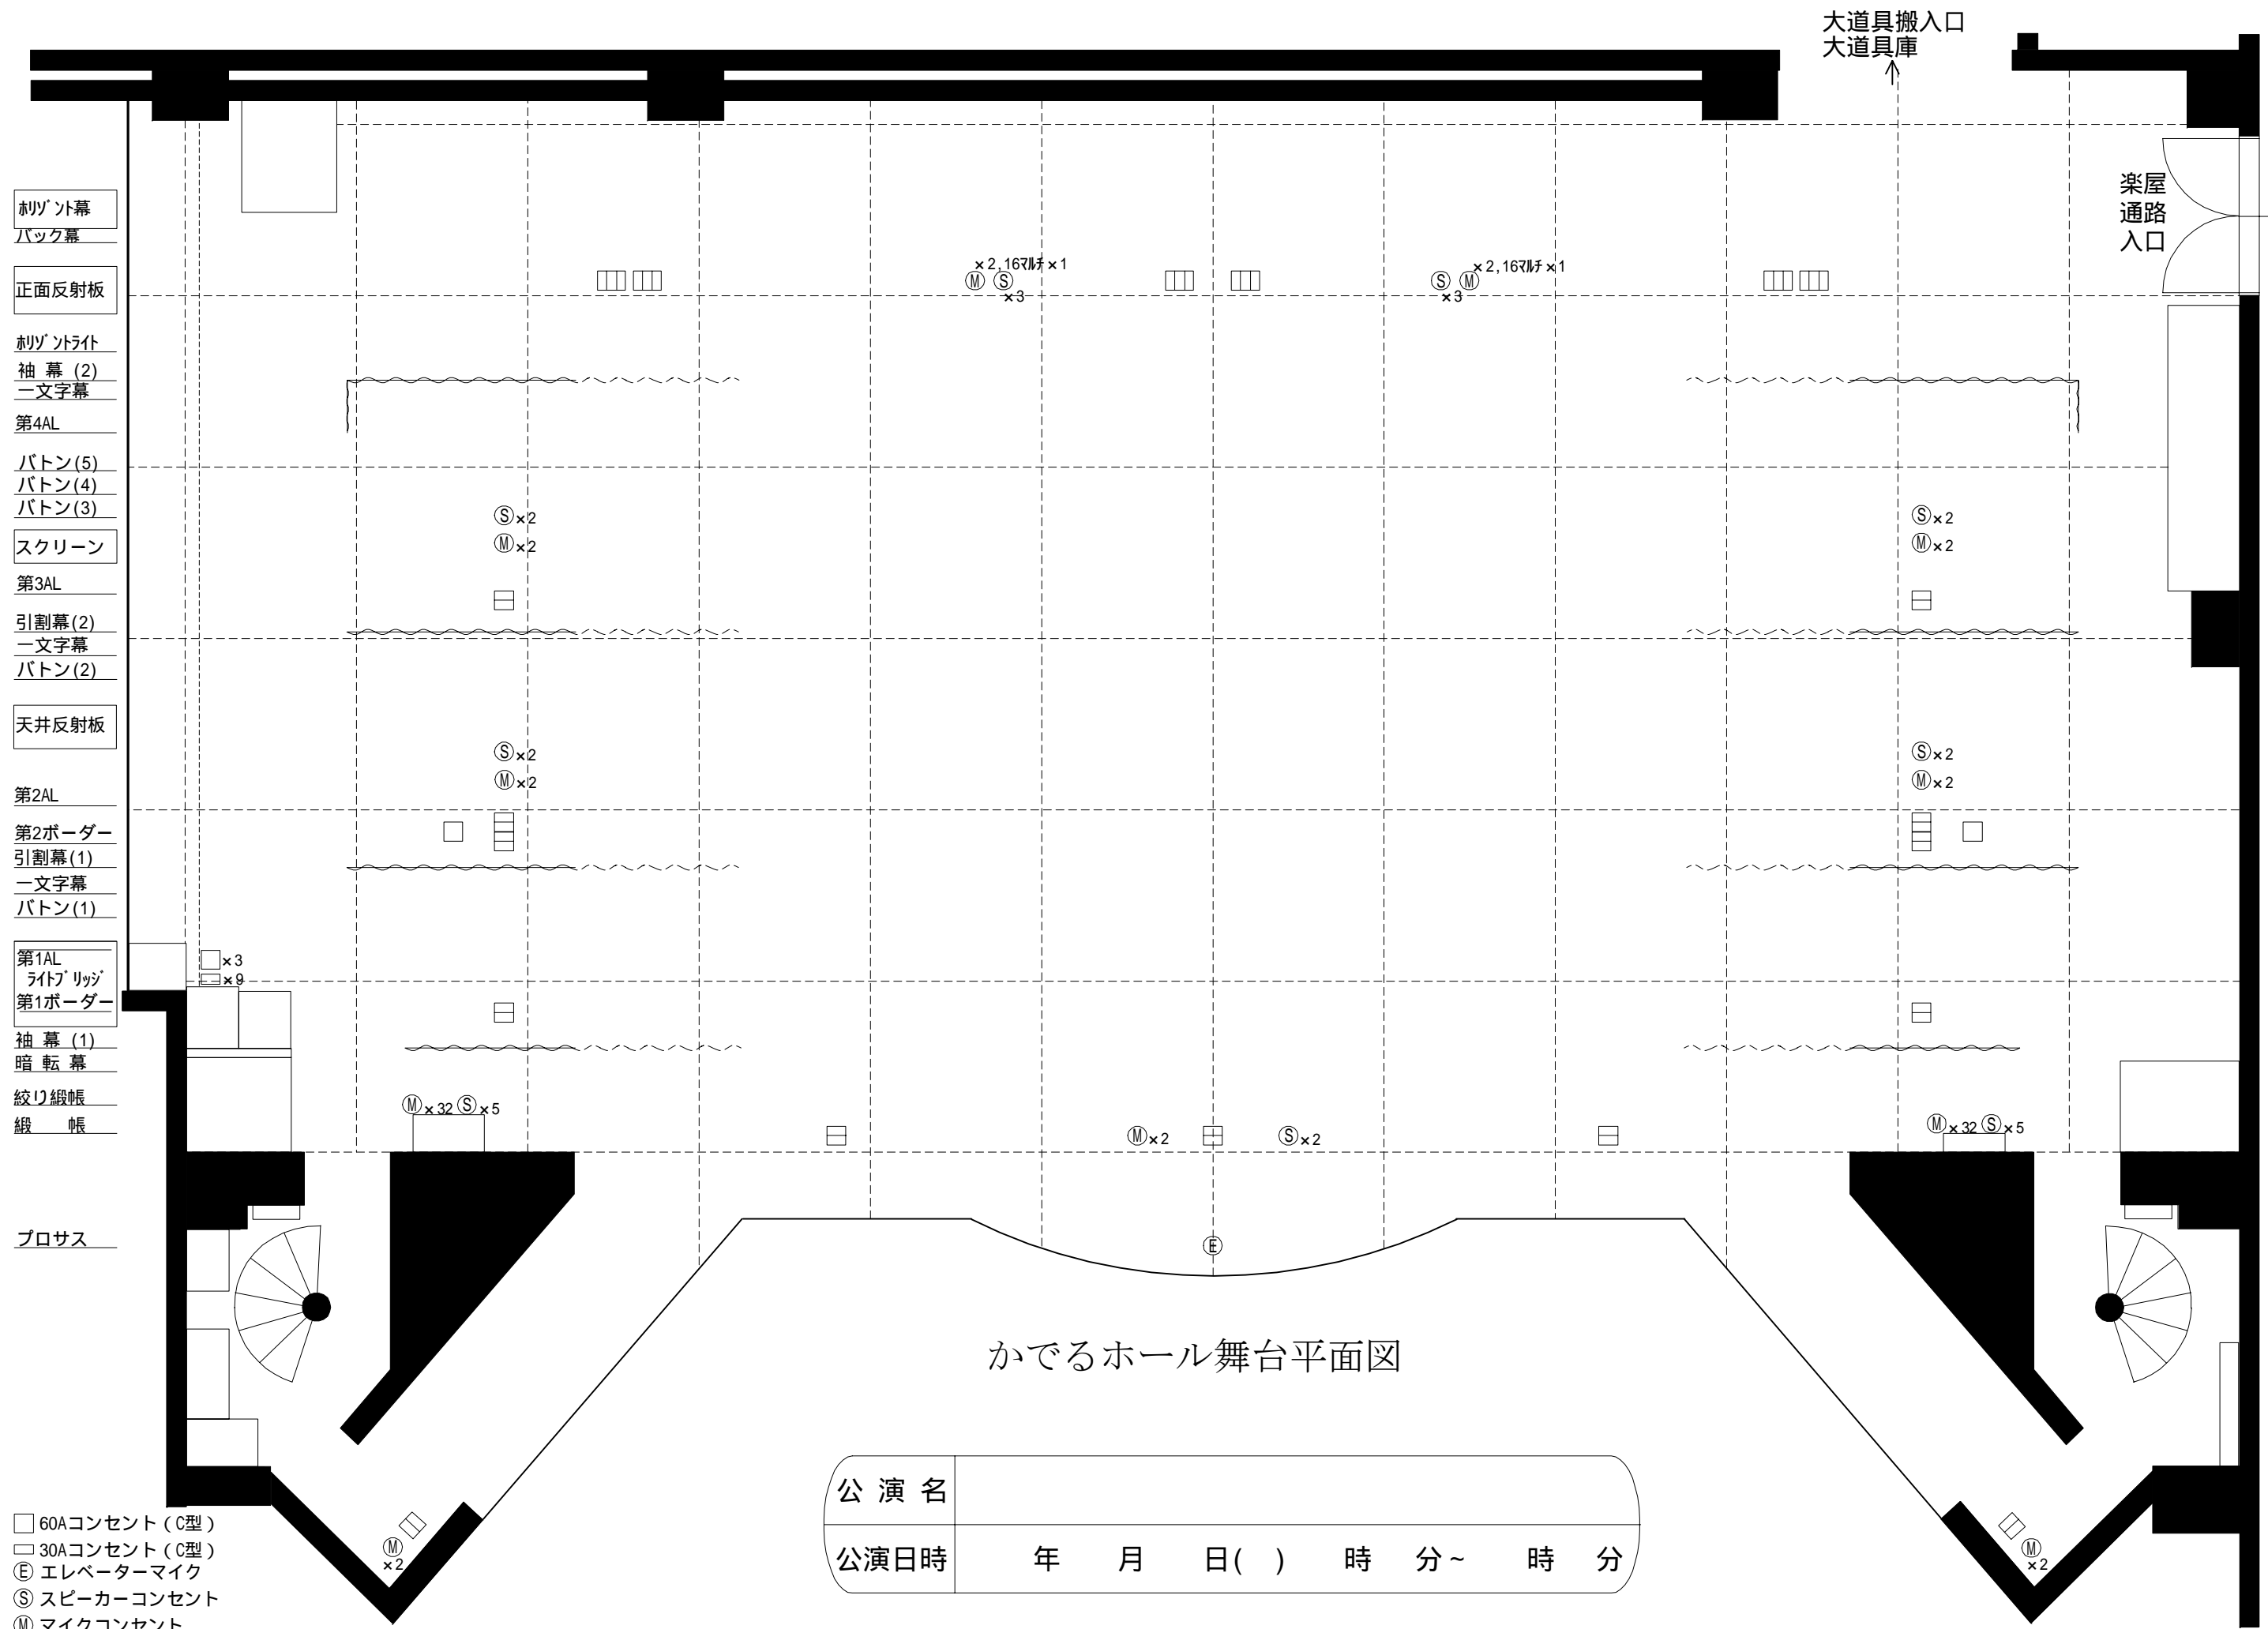 大道具搬入口
大道具庫
楽屋
通路
入口
ﾎﾘｿﾞﾝﾄ幕
バック幕
正面反射板
ﾎﾘｿﾞﾝﾄﾗｲﾄ
袖 幕 (2)
一文字幕
第4AL
バトン(5)
バトン(4)
バトン(3)
スクリーン
第3AL
引割幕(2)
一文字幕
バトン(2)
天井反射板
第2AL
第2ボーダー
引割幕(1)
一文字幕
バトン(1)
第1AL
ﾗｲﾄﾌﾞﾘｯｼﾞ
第1ボーダー
袖 幕 (1)
暗 転 幕
絞り緞帳
緞　　帳
プロサス
×2,16ﾏﾙﾁ×1
Ⓜ Ⓢ
×3
×2,16ﾏﾙﾁ×1
Ⓢ Ⓜ
×3
Ⓢ×2
Ⓜ×2
Ⓢ×2
Ⓜ×2
Ⓢ×2
Ⓜ×2
Ⓢ×2
Ⓜ×2
×3
×9
Ⓜ×32 Ⓢ×5
Ⓜ×2
Ⓢ×2
Ⓜ×32 Ⓢ×5
Ⓔ
かでるホール舞台平面図
公 演 名
公演日時　年　月　日(　)　時　分~　時　分
Ⓜ
×2
Ⓜ
×2
60Aコンセント(C型)
30Aコンセント(C型)
Ⓔ エレベーターマイク
Ⓢ スピーカーコンセント
Ⓜ マイクコンセント